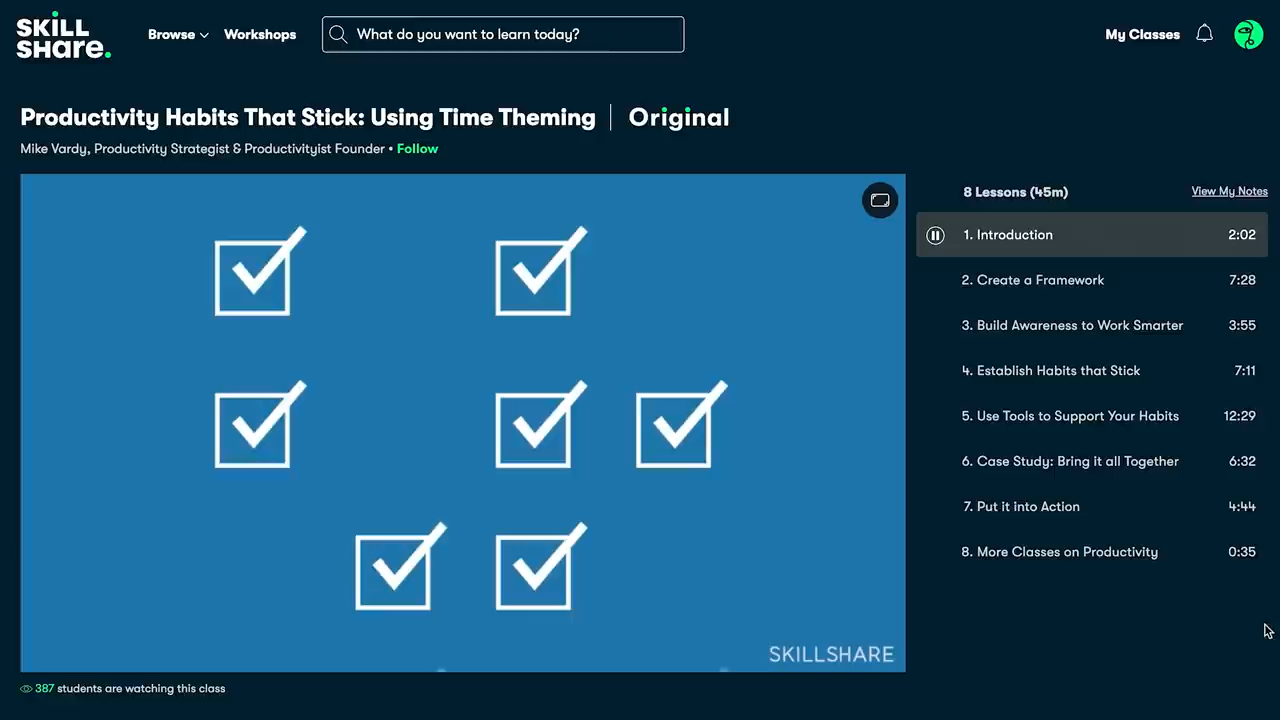 SKILL
SHare.
Browse
Workshops
What do you want to learn today?
My Classes
Productivity Habits That Stick: Using Time Theming | Original
Mike Vardy, Productivity Strategist & Productivityist Founder • Follow
8 Lessons (45m)
View My Notes
1. Introduction 2:02
2. Create a Framework 7:28
3. Build Awareness to Work Smarter 3:55
4. Establish Habits that Stick 7:11
5. Use Tools to Support Your Habits 12:29
6. Case Study: Bring it all Together 6:32
7. Put it into Action 4:44
8. More Classes on Productivity 0:35
SKILLSHARE
387 students are watching this class